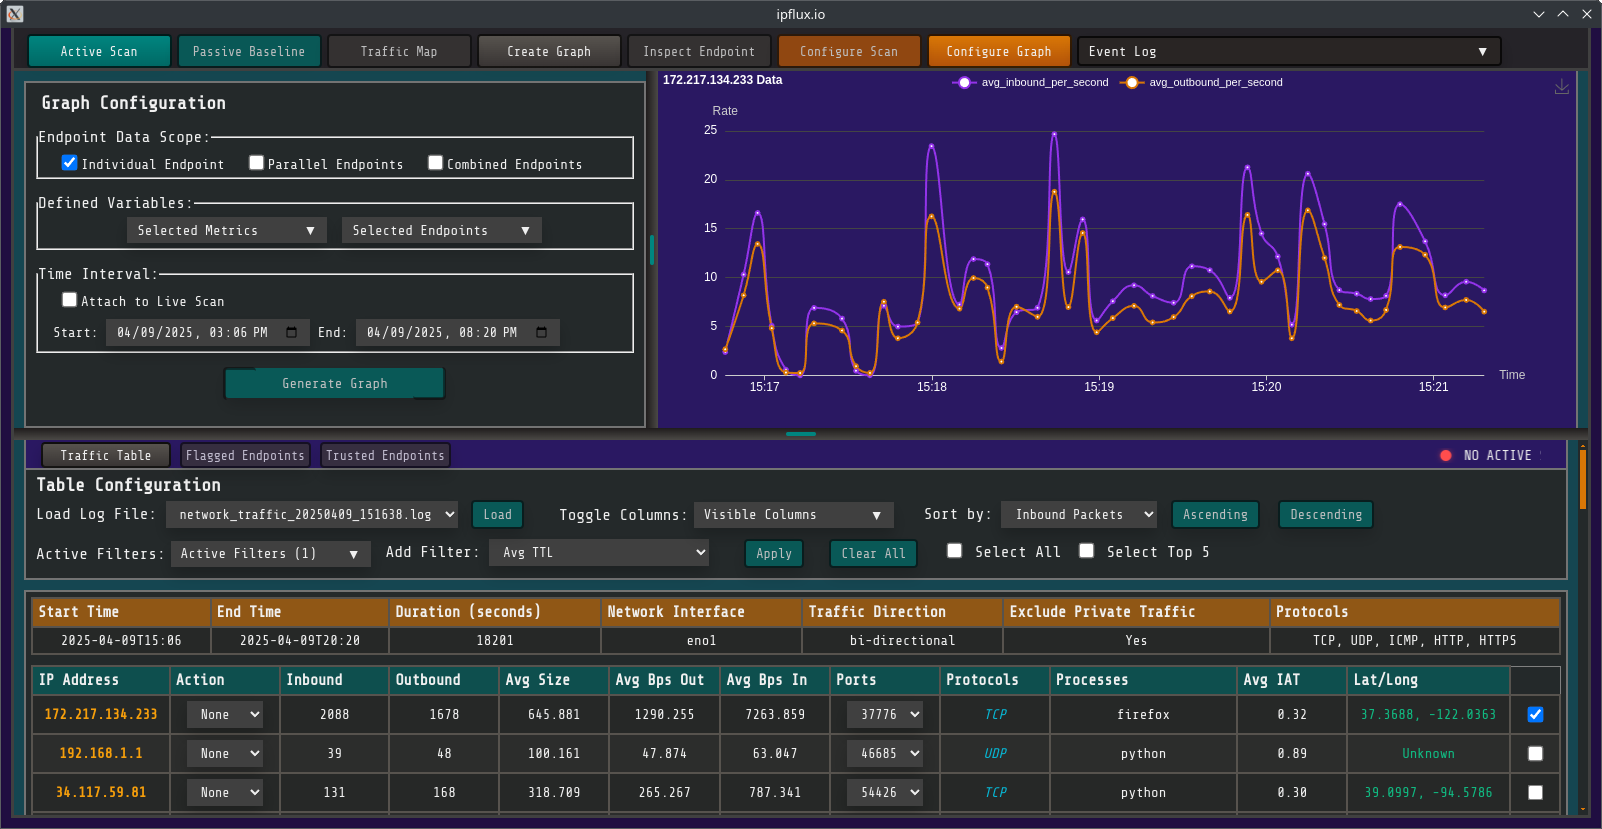 ipflux.io
Active Scan Passive Baseline Traffic Map Create Graph Inspect Endpoint Configure Scan Configure Graph Event Log
Graph Configuration
Endpoint Data Scope:
Individual Endpoint Parallel Endpoints Combined Endpoints
Defined Variables:
Selected Metrics Selected Endpoints
Time Interval:
Attach to Live Scan
Start: 04/09/2025, 03:06 PM End: 04/09/2025, 08:20 PM
Generate Graph
172.217.134.233 Data
avg_inbound_per_second avg_outbound_per_second
Rate
25
20
15
10
5
0
15:17 15:18 15:19 15:20 15:21
Time
Traffic Table Flagged Endpoints Trusted Endpoints NO ACTIVE
Table Configuration
Load Log File: network_traffic_20250409_151638.log Load Toggle Columns: Visible Columns Sort by: Inbound Packets Ascending Descending
Active Filters: Active Filters (1) Add Filter: Avg TTL Apply Clear All Select All Select Top 5
Start Time End Time Duration (seconds) Network Interface Traffic Direction Exclude Private Traffic Protocols
2025-04-09T15:06 2025-04-09T20:20 18201 eno1 bi-directional Yes TCP, UDP, ICMP, HTTP, HTTPS
IP Address Action Inbound Outbound Avg Size Avg Bps Out Avg Bps In Ports Protocols Processes Avg IAT Lat/Long
172.217.134.233 None 2088 1678 645.881 1290.255 7263.859 37776 TCP firefox 0.32 37.3688, -122.0363
192.168.1.1 None 39 48 100.161 47.874 63.047 46685 UDP python 0.89 Unknown
34.117.59.81 None 131 168 318.709 265.267 787.341 54426 TCP python 0.30 39.0997, -94.5786